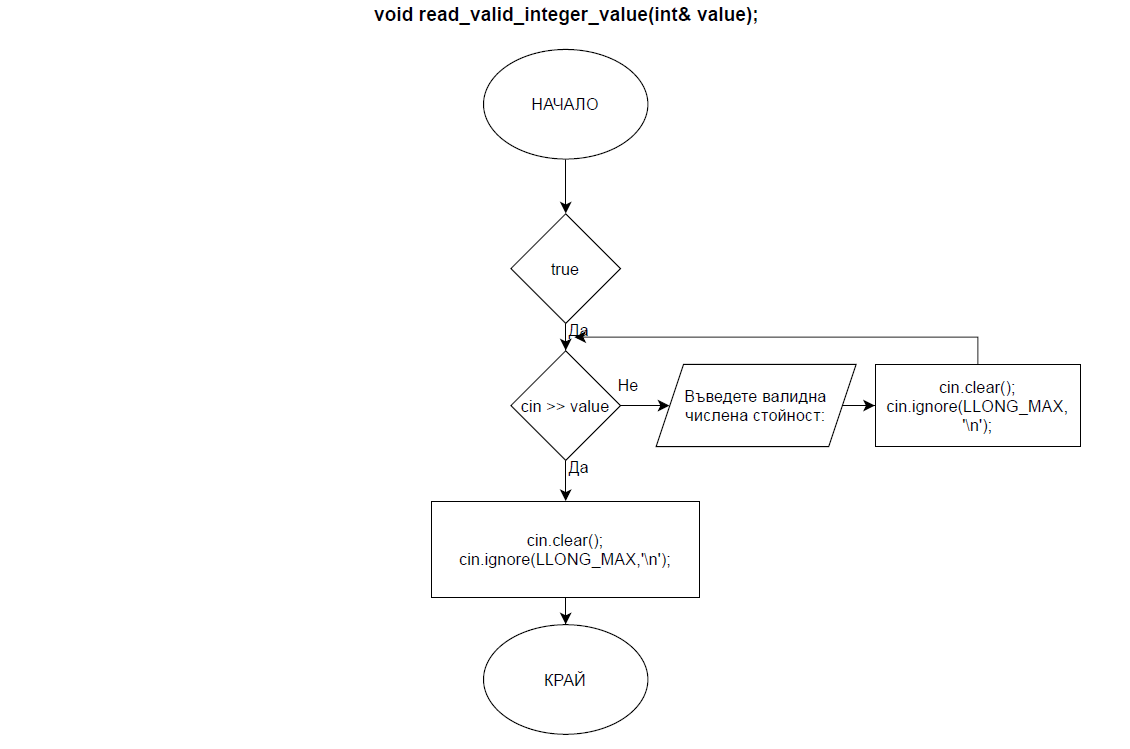 void read_valid_integer_value(int& value);
НАЧАЛО
true
Да
cin >> value
Не
Въведете валидна
числена стойност:
cin.clear();
cin.ignore(LLONG_MAX,
'\n');
Да
cin.clear();
cin.ignore(LLONG_MAX,'\n');
КРАЙ